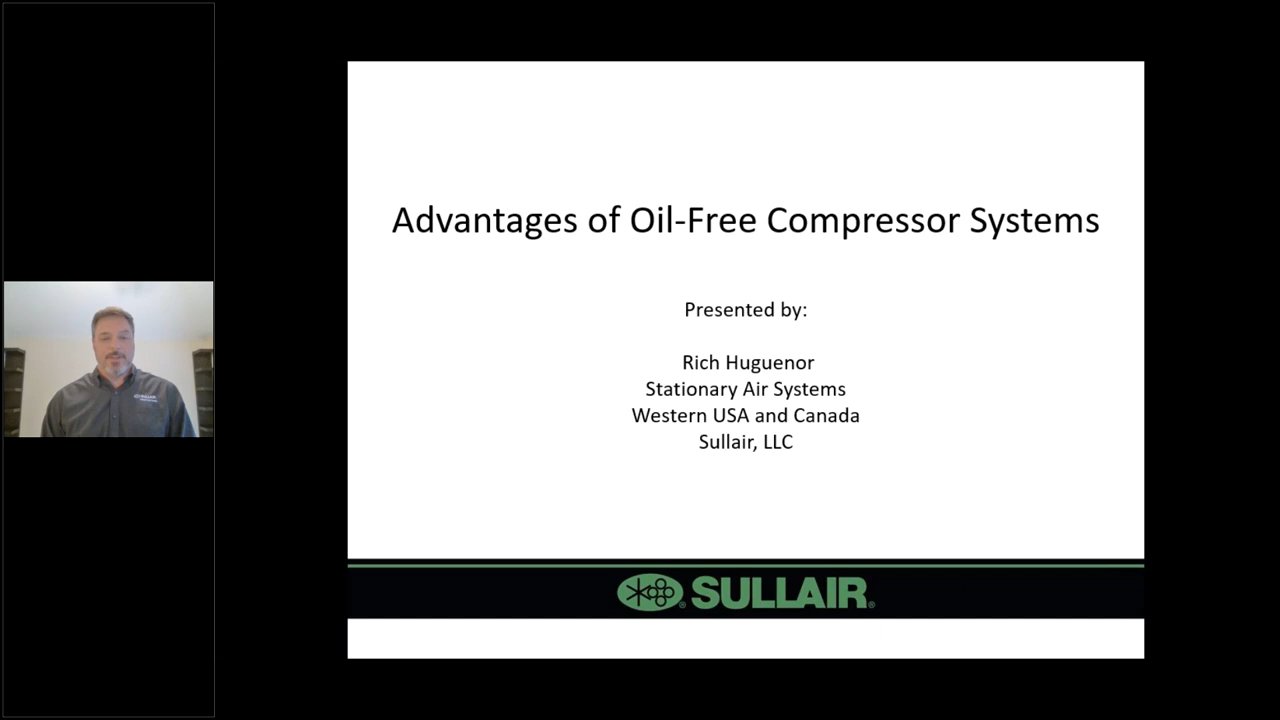 Advantages of Oil-Free Compressor Systems
Presented by:
Rich Huguenor
Stationary Air Systems
Western USA and Canada
Sullair, LLC
SULLAIR®
SULLAIR